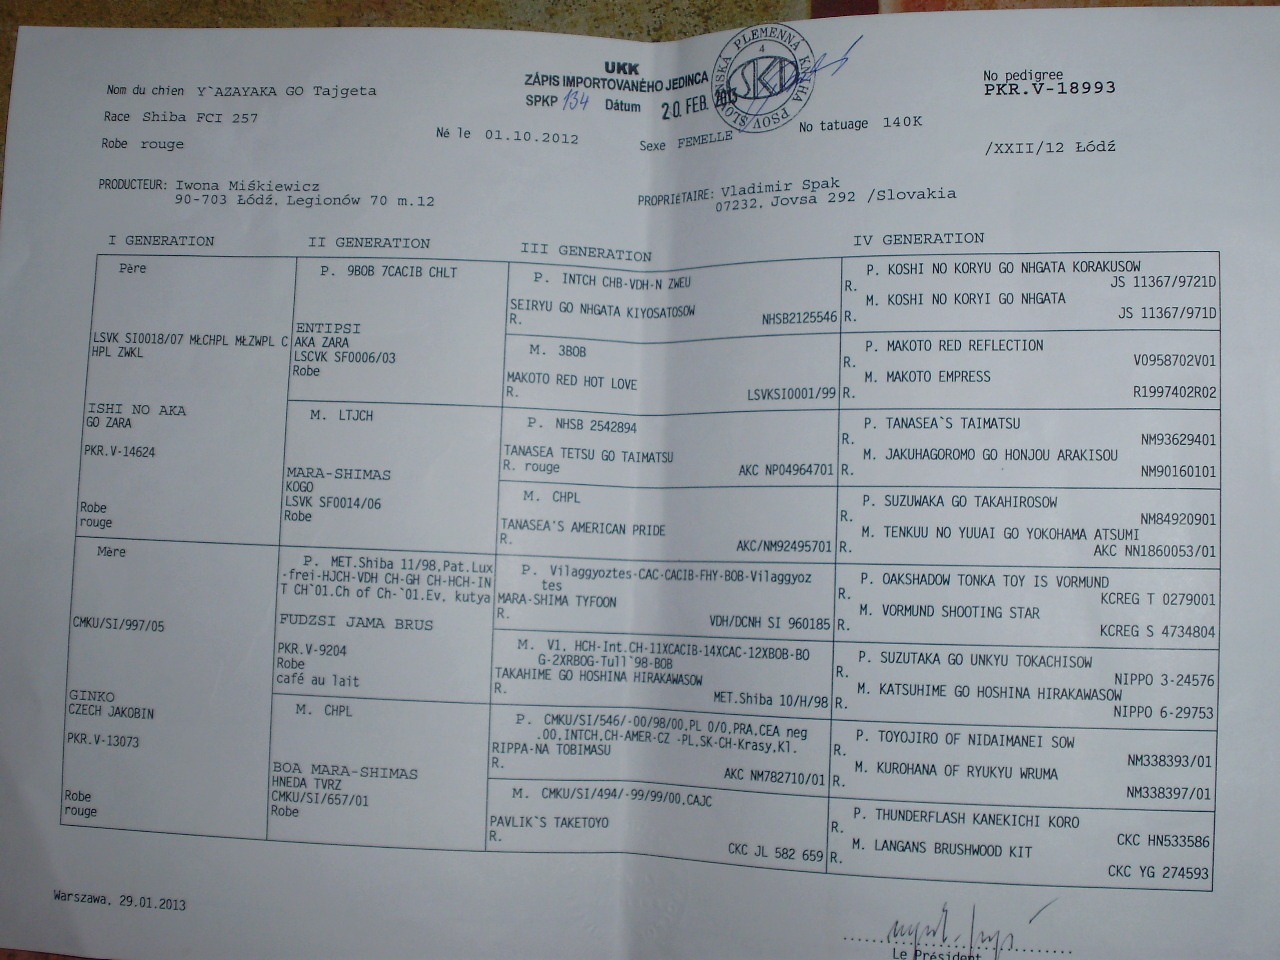 UKK
ZÁPIS IMPORTOVANÉHO JEDINCA
SPKP 134 Dátum 20. FEB. 2013
SLOVENSKÁ PLEMENNÁ KNIHA PSOV
4
SKJ
No pedigree
PKR.V-18993
Nom du chien Y`AZAYAKA GO Tajgeta
Race Shiba FCI 257
Robe rouge
Né le 01.10.2012
Sexe FEMELLE
No tatuage 140K
/XXII/12 Łódź
PRODUCTEUR: Iwona Miśkiewicz
90-703 Łódź, Legionów 70 m.12
PROPRIÉTAIRE: Vladimir Spak
07232, Jovsa 292 /Slovakia
I GENERATION
II GENERATION
III GENERATION
IV GENERATION
Père
LSVK SI0018/07 MŁCHPL MŁZWPL C
HPL ZWKL
ISHI NO AKA
GO ZARA
PKR.V-14624
Robe
rouge
Mère
CMKU/SI/997/05
GINKO
CZECH JAKOBIN
PKR.V-13073
Robe
rouge
P. 9BOB 7CACIB CHLT
ENTIPSI
AKA ZARA
LSCVK SF0006/03
Robe
M. LTJCH
MARA-SHIMAS
KOGO
LSVK SF0014/06
Robe
P. MET.Shiba 11/98,Pat.Lux
-frei-HJCH-VDH CH-GH CH-HCH-IN
T CH`01.Ch of Ch-`01.Ev. kutya
FUDZSI JAMA BRUS
PKR.V-9204
Robe
café au lait
M. CHPL
BOA MARA-SHIMAS
HNEDA TVRZ
CMKU/SI/657/01
Robe
P. INTCH CHB-VDH-N ZWEU
SEIRYU GO NHGATA KIYOSATOSOW
R. NHSB2125546
M. 3BOB
MAKOTO RED HOT LOVE
R. LSVKSI0001/99
P. NHSB 2542894
TANASEA TETSU GO TAIMATSU
R. rouge AKC NP04964701
M. CHPL
TANASEA'S AMERICAN PRIDE
R. AKC/NM92495701
P. Vilaggyoztes-CAC-CACIB-FHY-BOB-Vilaggyoz
tes
MARA-SHIMA TYFOON
R. VDH/DCNH SI 960185
M. V1, HCH-Int.CH-11XCACIB-14XCAC-12XBOB-BO
G-2XRBOG-Tull`98-BOB
TAKAHIME GO HOSHINA HIRAKAWASOW
R. MET.Shiba 10/H/98
P. CMKU/SI/546/-00/98/00,PL 0/0,PRA,CEA neg
.00,INTCH,CH-AMER-CZ -PL,SK-CH-Krasy,Kl.
RIPPA-NA TOBIMASU
R. AKC NM782710/01
M. CMKU/SI/494/-99/99/00,CAJC
PAVLIK`S TAKETOYO
R. CKC JL 582 659
P. KOSHI NO KORYU GO NHGATA KORAKUSOW
R. JS 11367/9721D
M. KOSHI NO KORYI GO NHGATA
R. JS 11367/971D
P. MAKOTO RED REFLECTION
R. V0958702V01
M. MAKOTO EMPRESS
R. R1997402R02
P. TANASEA`S TAIMATSU
R. NM93629401
M. JAKUHAGOROMO GO HONJOU ARAKISOU
R. NM90160101
P. SUZUWAKA GO TAKAHIROSOW
R. NM84920901
M. TENKUU NO YUUAI GO YOKOHAMA ATSUMI
R. AKC NN1860053/01
P. OAKSHADOW TONKA TOY IS VORMUND
R. KCREG T 0279001
M. VORMUND SHOOTING STAR
R. KCREG S 4734804
P. SUZUTAKA GO UNKYU TOKACHISOW
R. NIPPO 3-24576
M. KATSUHIME GO HOSHINA HIRAKAWASOW
R. NIPPO 6-29753
P. TOYOJIRO OF NIDAIMANEI SOW
R. NM338393/01
M. KUROHANA OF RYUKYU WRUMA
R. NM338397/01
P. THUNDERFLASH KANEKICHI KORO
R. CKC HN533586
M. LANGANS BRUSHWOOD KIT
R. CKC YG 274593
Warszawa, 29.01.2013
Le Président